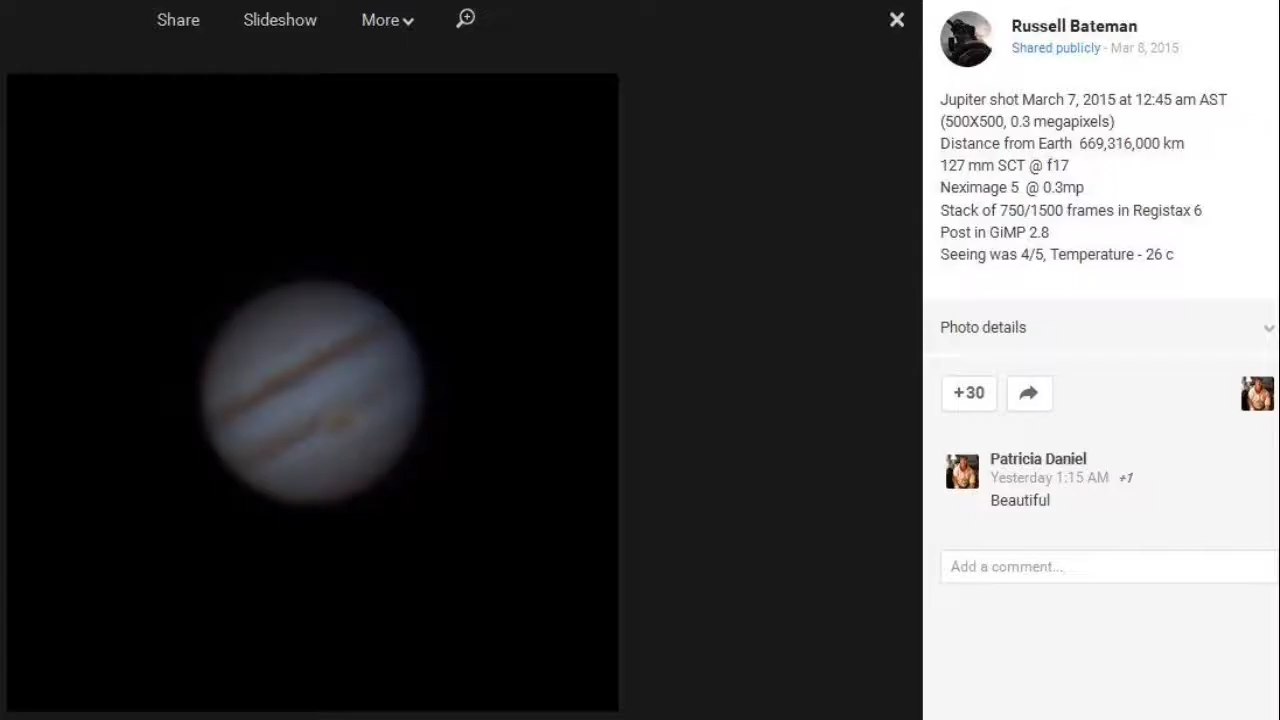 Share Slideshow More
Russell Bateman
Shared publicly - Mar 8, 2015
Jupiter shot March 7, 2015 at 12:45 am AST
(500X500, 0.3 megapixels)
Distance from Earth 669,316,000 km
127 mm SCT @ f17
Neximage 5 @ 0.3mp
Stack of 750/1500 frames in Registax 6
Post in GiMP 2.8
Seeing was 4/5, Temperature - 26 c
Photo details
+30
Patricia Daniel
Yesterday 1:15 AM +1
Beautiful
Add a comment...